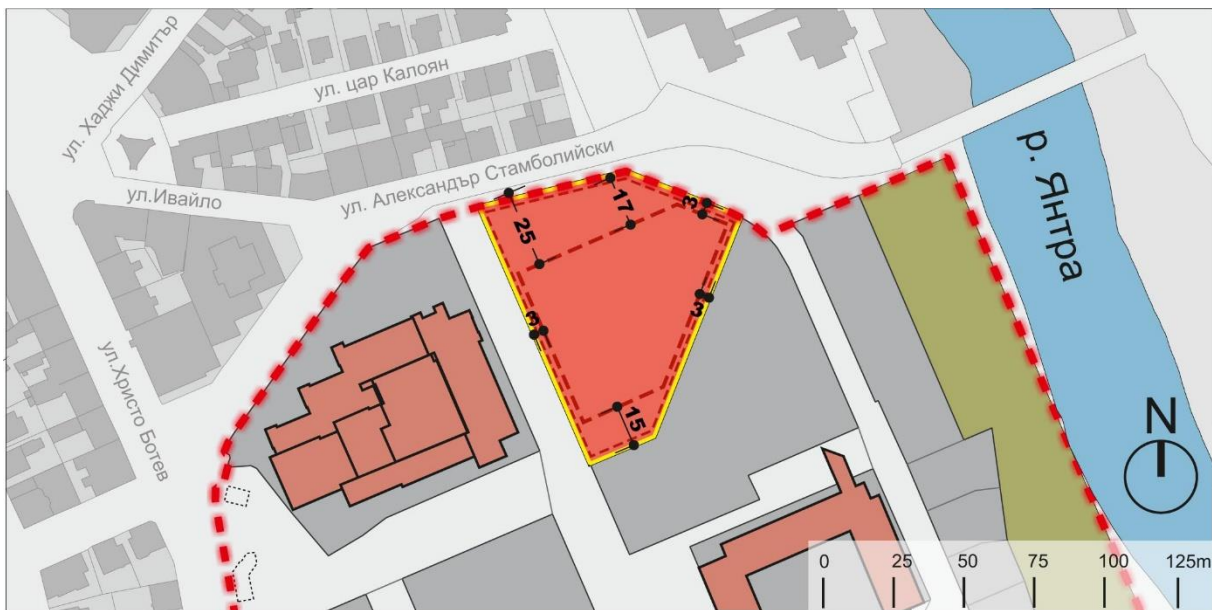 ул. Хаджи Димитър
ул. цар Калоян
ул.Ивайло
ул. Александър Стамболийски
ул.Христо Ботев
р. Янтра
25
17
3
3
3
15
N
0 25 50 75 100 125m